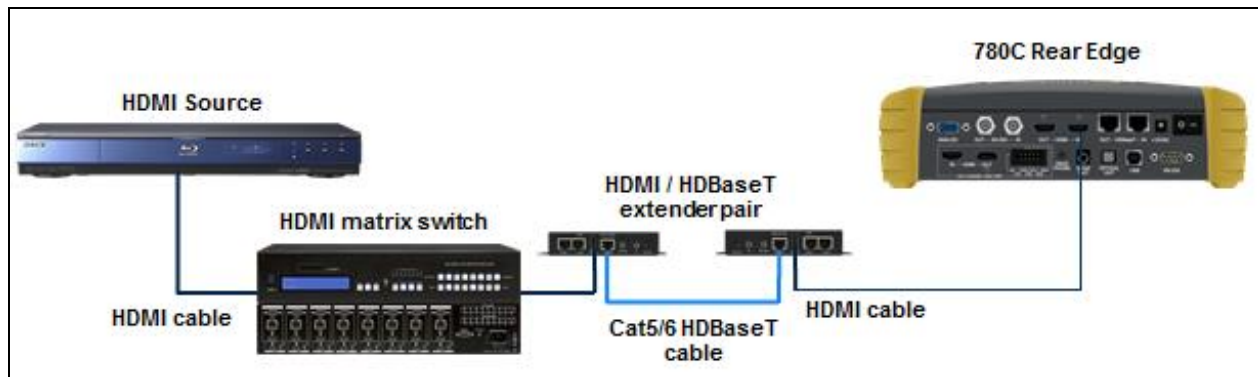 780C Rear Edge
HDMI Source
HDMI / HDBaseT
extender pair
HDMI matrix switch
HDMI cable
Cat5/6 HDBaseT
cable
HDMI cable